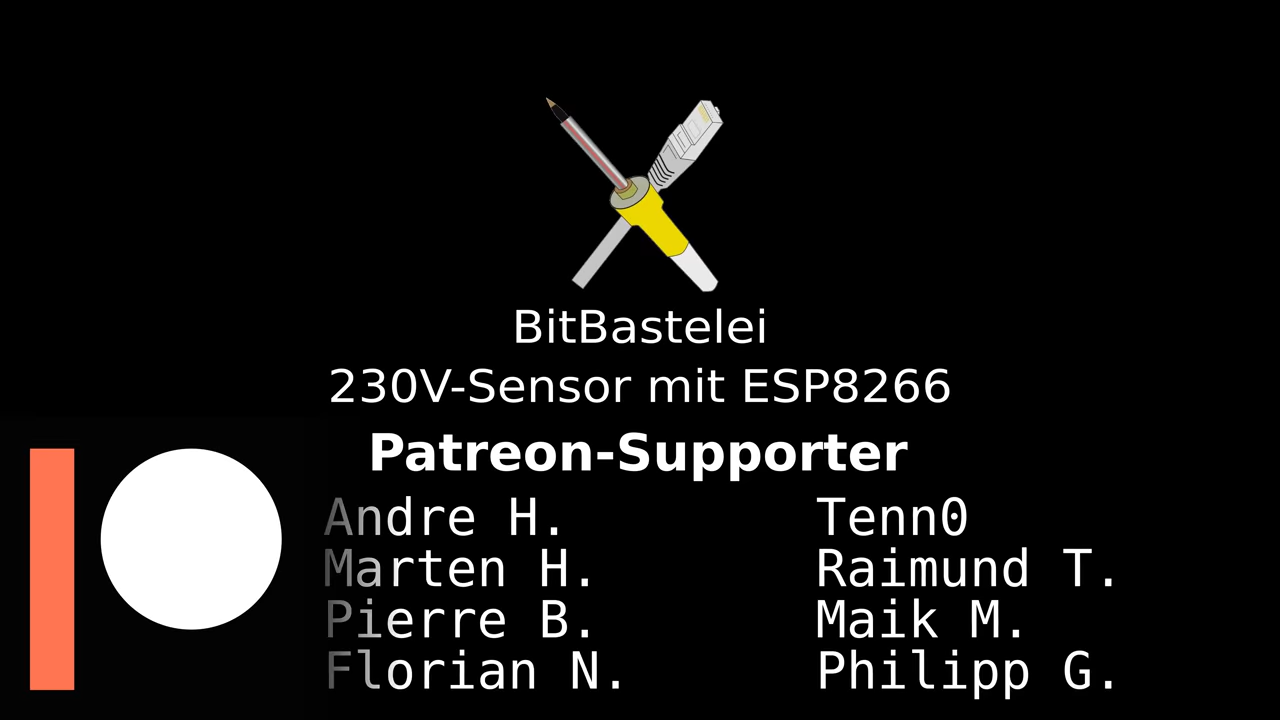 BitBastelei
230V-Sensor mit ESP8266
Patreon-Supporter
Andre H. Tenn0
Marten H. Raimund T.
Pierre B. Maik M.
Florian N. Philipp G.